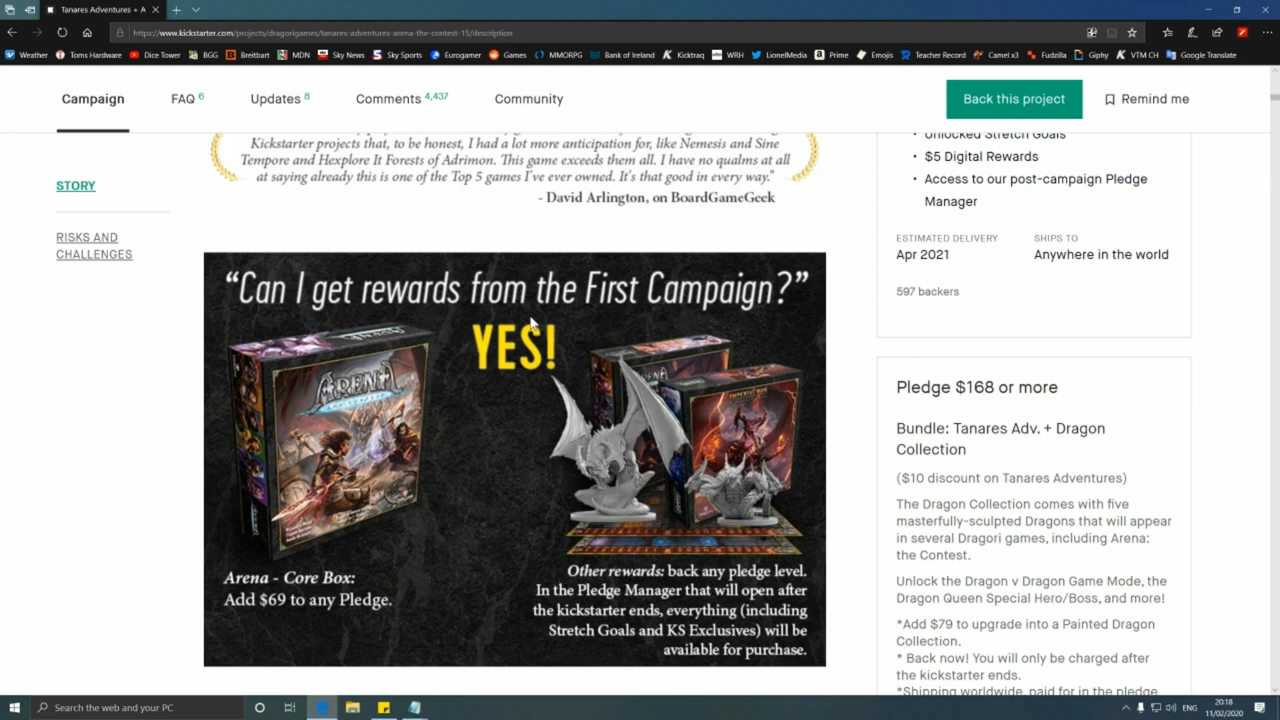 Tanares Adventures + A
https://www.kickstarter.com/projects/dragorigames/tanares-adventures-arena-the-contest-15/description
Weather Toms Hardware Dice Tower BGG Breitbart MDN Sky News Sky Sports Eurogamer Games MMORPG Bank of Ireland Kicktraq WRH LionelMedia Prime Emojis Teacher Record Camel x3 Fudzilla Giphy VTM CH Google Translate
Campaign FAQ 6 Updates 8 Comments 4,437 Community Back this project Remind me
STORY
RISKS AND
CHALLENGES
Kickstarter projects that, to be honest, I had a lot more anticipation for, like Nemesis and Sine
Tempore and Hexplore It Forests of Adrimon. This game exceeds them all. I have no qualms at all
at saying already this is one of the Top 5 games I've ever owned. It's that good in every way."
- David Arlington, on BoardGameGeek
"Can I get rewards from the First Campaign?"
YES!
ARENA
Arena - Core Box:
Add $69 to any Pledge.
Other rewards: back any pledge level.
In the Pledge Manager that will open after
the kickstarter ends, everything (including
Stretch Goals and KS Exclusives) will be
available for purchase.
Unlocked Stretch Goals
• $5 Digital Rewards
• Access to our post-campaign Pledge
Manager
ESTIMATED DELIVERY SHIPS TO
Apr 2021 Anywhere in the world
597 backers
Pledge $168 or more
Bundle: Tanares Adv. + Dragon
Collection
($10 discount on Tanares Adventures)
The Dragon Collection comes with five
masterfully-sculpted Dragons that will appear
in several Dragori games, including Arena:
the Contest.
Unlock the Dragon v Dragon Game Mode, the
Dragon Queen Special Hero/Boss, and more!
*Add $79 to upgrade into a Painted Dragon
Collection.
* Back now! You will only be charged after
the kickstarter ends.
*Shipping worldwide, paid for in the pledge
Search the web and your PC
ENG
20:18
11/02/2020